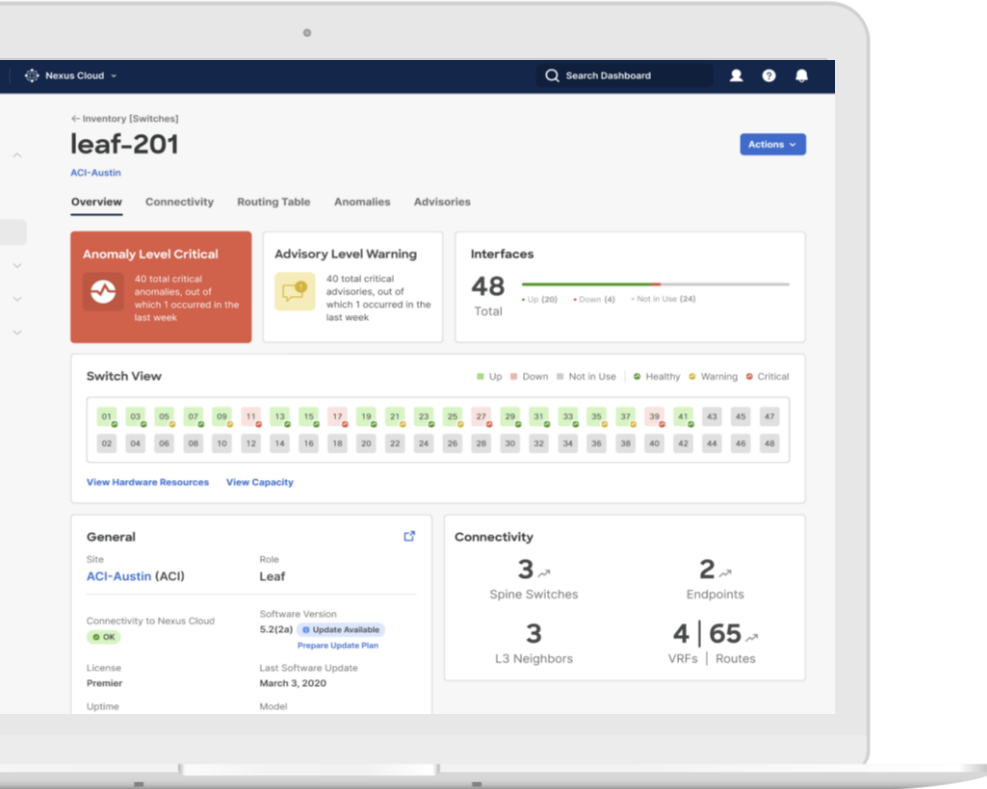 Nexus Cloud
Search Dashboard
Inventory [Switches]
leaf-201
Actions
ACI-Austin
Overview Connectivity Routing Table Anomalies Advisories
Anomaly Level Critical
40 total critical
anomalies, out of
which 1 occurred in the
last week
Advisory Level Warning
40 total critical
advisories, out of
which 1 occurred in the
last week
Interfaces
48
Total
Up (20) Down (4) Not in Use (24)
Switch View
Up Down Not in Use Healthy Warning Critical
01 03 05 07 09 11 13 15 17 19 21 23 25 27 29 31 33 35 37 39 41 43 45 47
02 04 06 08 10 12 14 16 18 20 22 24 26 28 30 32 34 36 38 40 42 44 46 48
View Hardware Resources View Capacity
General
Site
ACI-Austin (ACI)
Role
Leaf
Connectivity to Nexus Cloud
OK
Software Version
5.2(2a) Update Available
Prepare Update Plan
License
Premier
Last Software Update
March 3, 2020
Uptime
Model
Connectivity
3
Spine Switches
2
Endpoints
3
L3 Neighbors
4 | 65
VRFs | Routes